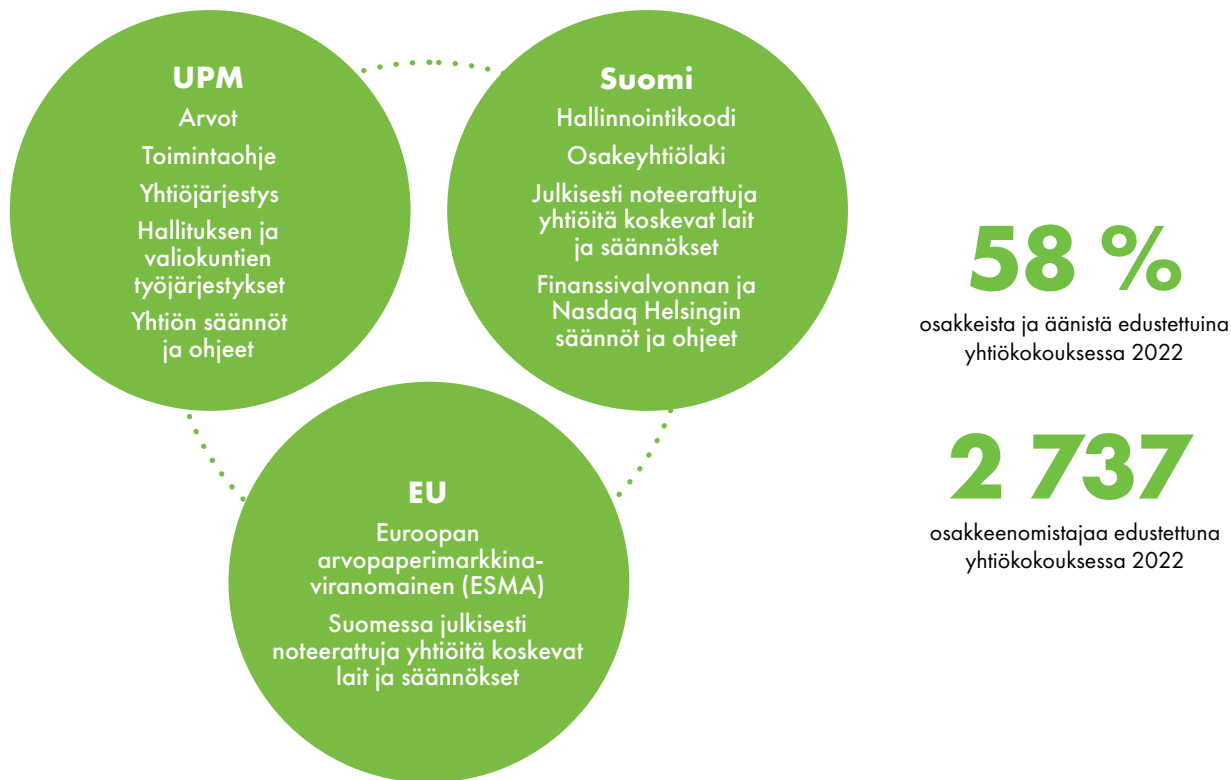 UPM
Arvot
Toimintaohje
Yhtiöjärjestys
Hallituksen ja
valiokuntien
työjärjestykset
Yhtiön säännöt
ja ohjeet
Suomi
Hallinnointikoodi
Osakeyhtiölaki
Julkisesti noteerattuja
yhtiöitä koskevat lait
ja säännökset
Finanssivalvonnan ja
Nasdaq Helsingin
säännöt ja ohjeet
EU
Euroopan
arvopaperimarkkina-
viranomainen (ESMA)
Suomessa julkisesti
noteerattuja yhtiöitä koskevat
lait ja säännökset
58 %
osakkeista ja äänistä edustettuina
yhtiökokouksessa 2022
2 737
osakkeenomistajaa edustettuna
yhtiökokouksessa 2022